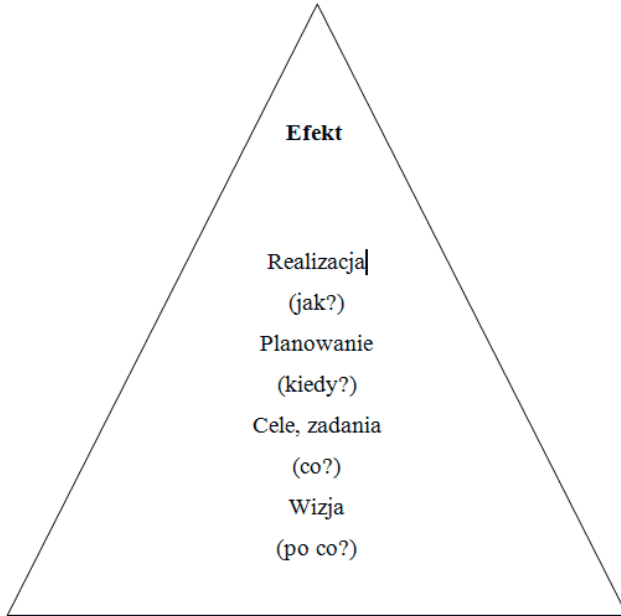 Efekt
Realizacja
(jak?)
Planowanie
(kiedy?)
Cele, zadania
(co?)
Wizja
(po co?)